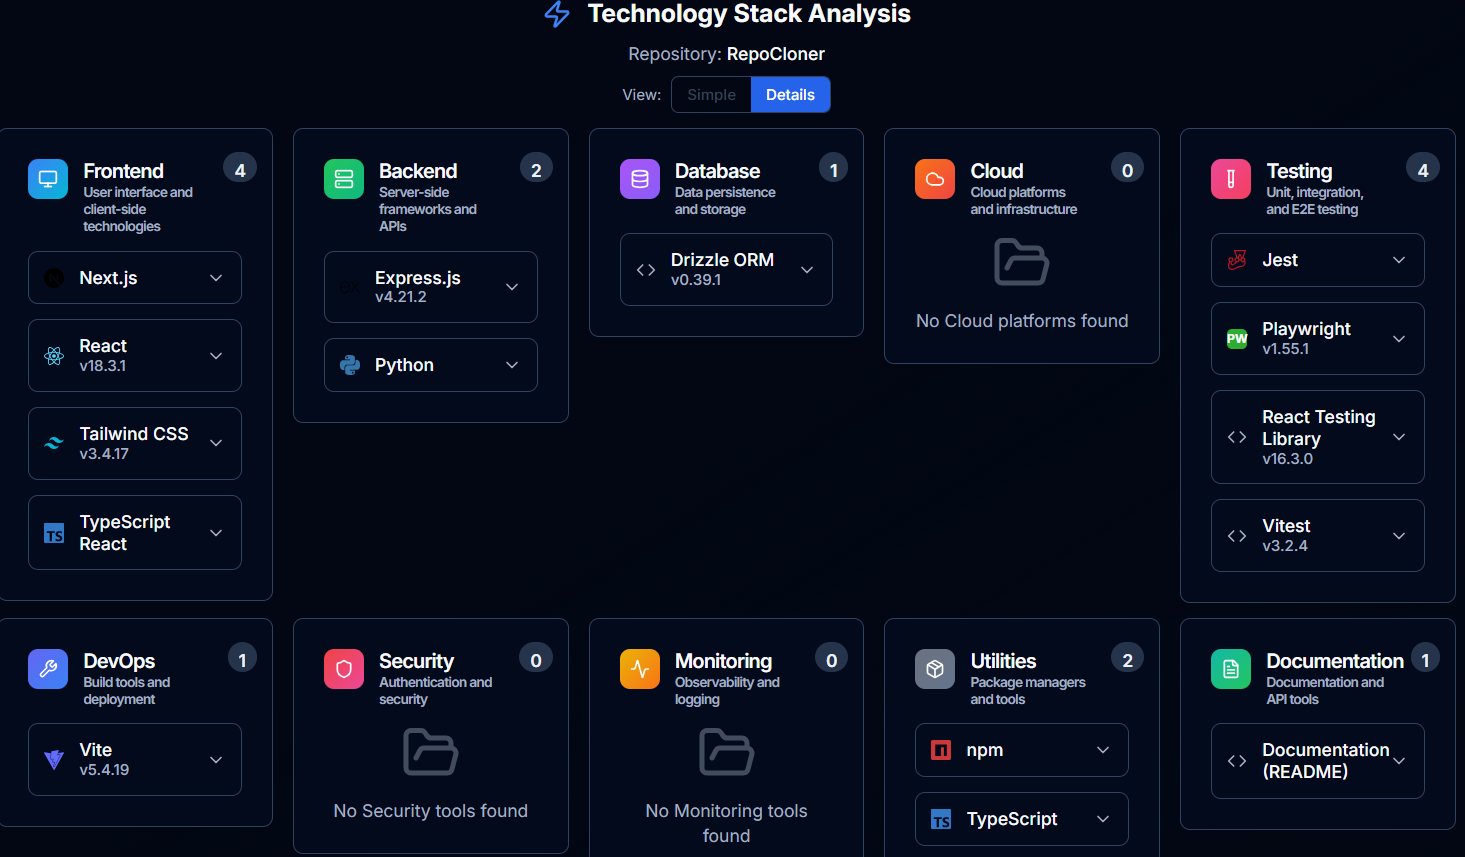 Technology Stack Analysis
Repository: RepoCloner
View: Simple Details
Frontend 4
User interface and
client-side
technologies
Next.js
React
v18.3.1
Tailwind CSS
v3.4.17
TS TypeScript
React
Backend 2
Server-side
frameworks and
APIs
ex Express.js
v4.21.2
Python
Database 1
Data persistence
and storage
Drizzle ORM
v0.39.1
Cloud 0
Cloud platforms
and infrastructure
No Cloud platforms found
Testing 4
Unit, integration,
and E2E testing
Jest
PW Playwright
v1.55.1
React Testing
Library
v16.3.0
Vitest
v3.2.4
DevOps 1
Build tools and
deployment
Vite
v5.4.19
Security 0
Authentication and
security
No Security tools found
Monitoring 0
Observability and
logging
No Monitoring tools
found
Utilities 2
Package managers
and tools
npm
TS TypeScript
Documentation 1
Documentation and
API tools
Documentation
(README)